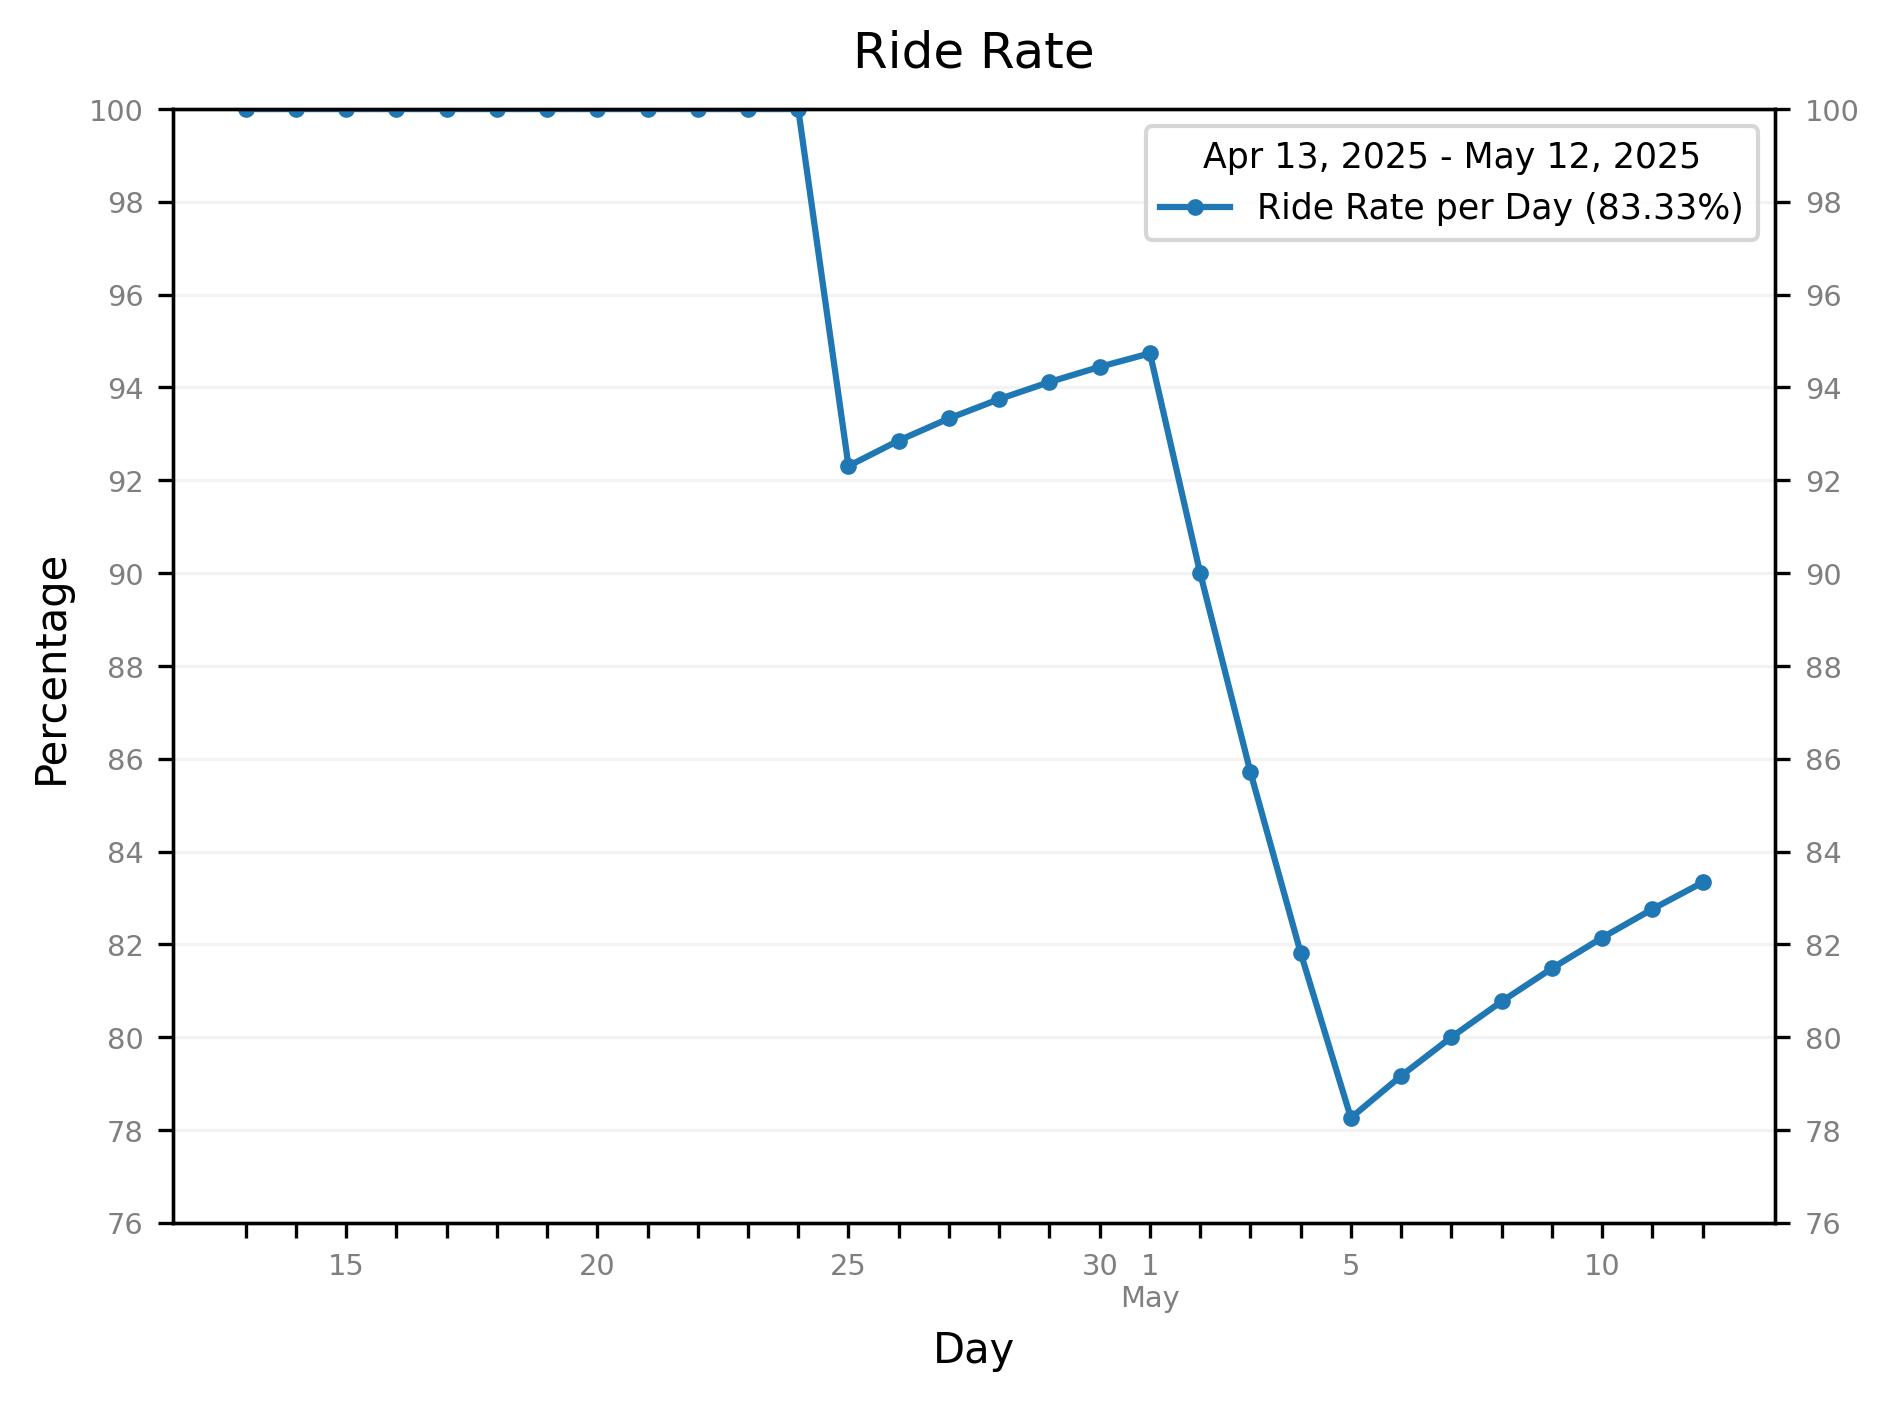 Ride Rate
Apr 13, 2025 - May 12, 2025
Ride Rate per Day (83.33%)
Percentage
100 100
98 98
96 96
94 94
92 92
90 90
88 88
86 86
84 84
82 82
80 80
78 78
76 76
15 20 25 30 1 5 10
May
Day